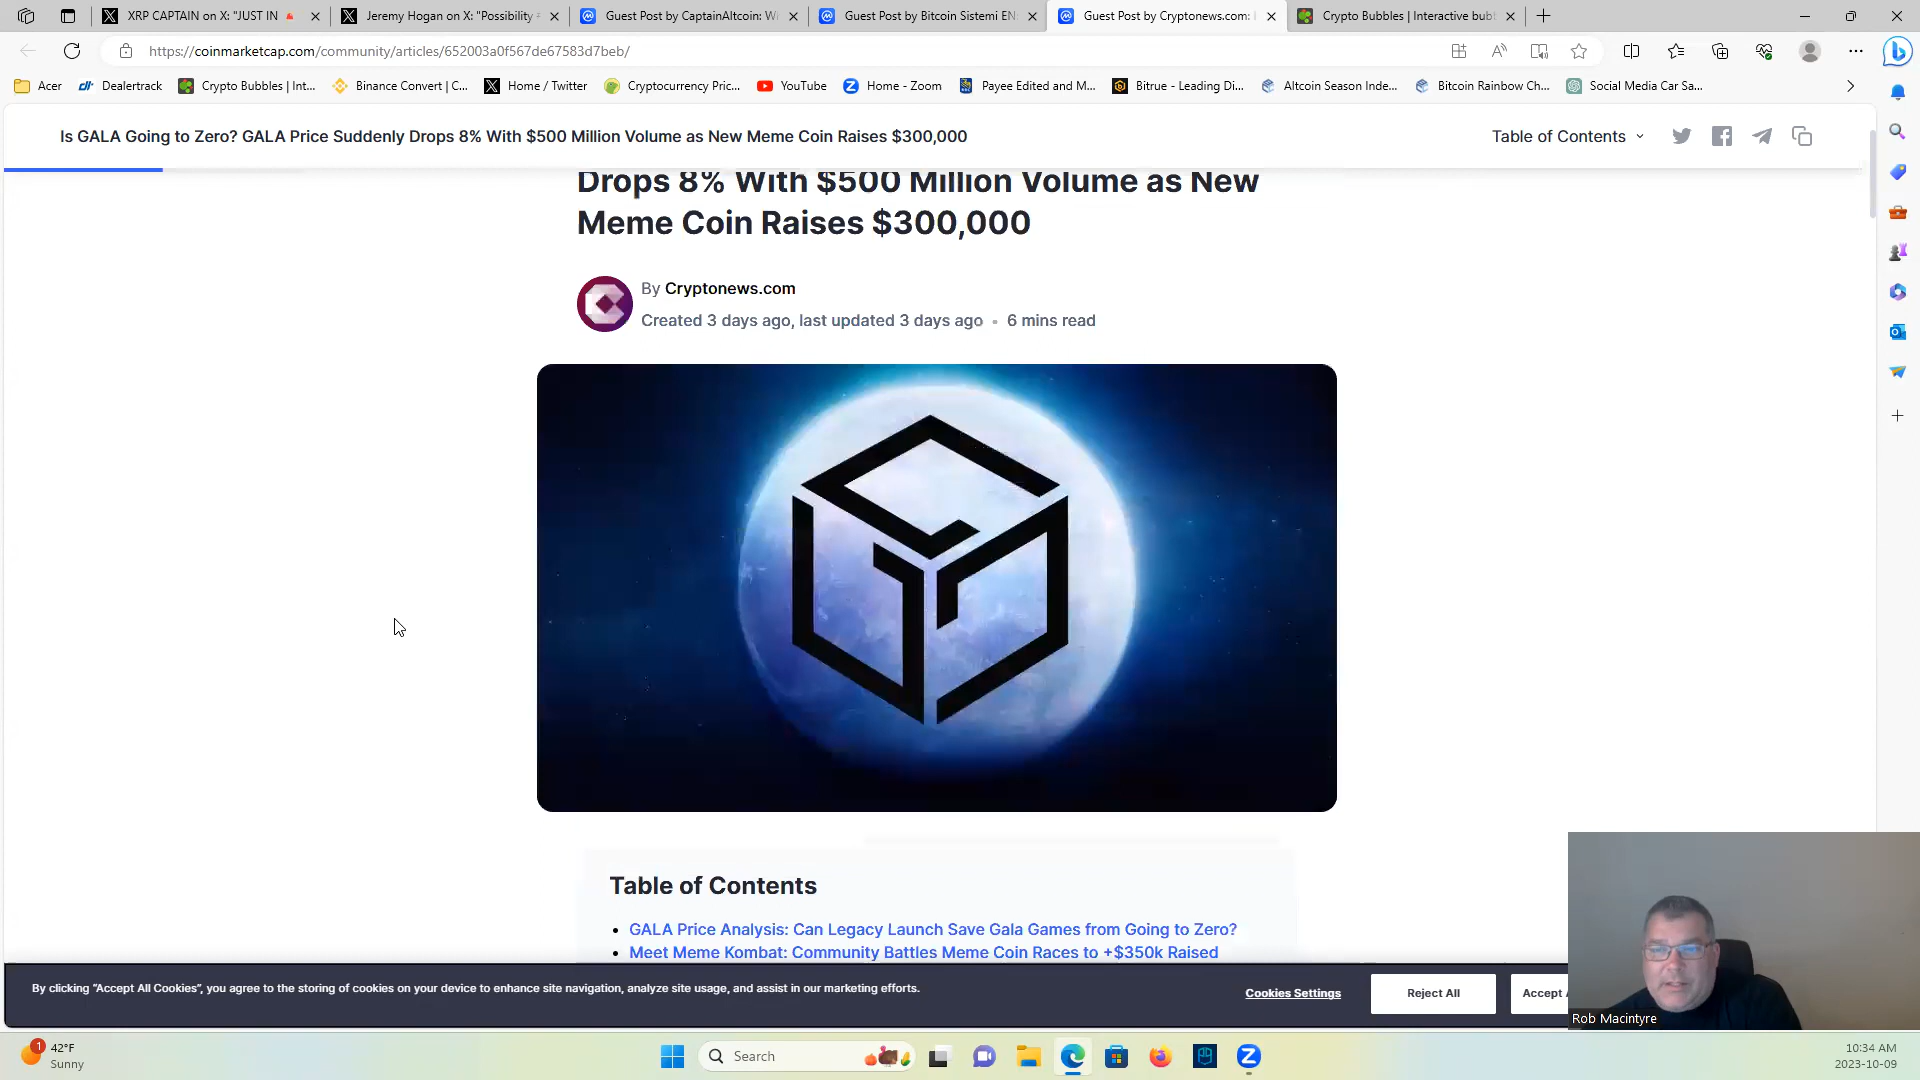 XRP CAPTAIN on X: "JUST IN
Jeremy Hogan on X: "Possibility
Guest Post by CaptainAltcoin: Wi
Guest Post by Bitcoin Sistemi EN:
Guest Post by Cryptonews.com: I
Crypto Bubbles | Interactive bubb
https://coinmarketcap.com/community/articles/652003a0f567de67583d7beb/
Acer
Dealertrack
Crypto Bubbles | Int...
Binance Convert | C...
Home / Twitter
Cryptocurrency Pric...
YouTube
Home - Zoom
Payee Edited and M...
Bitrue - Leading Di...
Altcoin Season Inde...
Bitcoin Rainbow Ch...
Social Media Car Sa...
Is GALA Going to Zero? GALA Price Suddenly Drops 8% With $500 Million Volume as New Meme Coin Raises $300,000
Table of Contents
Drops 8% With $500 Million Volume as New
Meme Coin Raises $300,000
By Cryptonews.com
Created 3 days ago, last updated 3 days ago • 6 mins read
Table of Contents
• GALA Price Analysis: Can Legacy Launch Save Gala Games from Going to Zero?
• Meet Meme Kombat: Community Battles Meme Coin Races to +$350k Raised
By clicking “Accept All Cookies”, you agree to the storing of cookies on your device to enhance site navigation, analyze site usage, and assist in our marketing efforts.
Cookies Settings
Reject All
Accept
Rob Macintyre
1
42°F
Sunny
Search
10:34 AM
2023-10-09